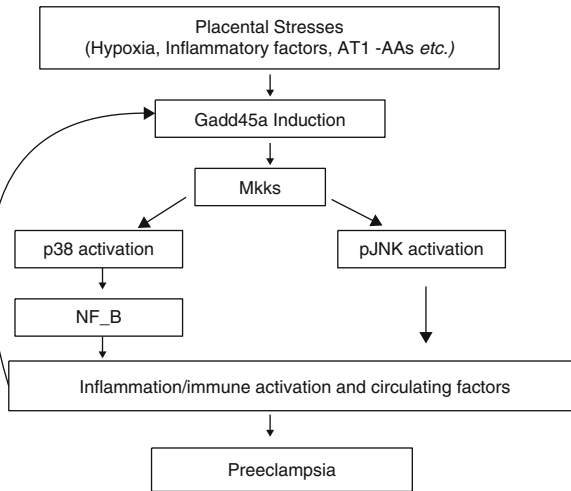 Placental Stresses
(Hypoxia, Inflammatory factors, AT1 -AAs etc.)
Gadd45a Induction
Mkks
p38 activation
pJNK activation
NF_B
Inflammation/immune activation and circulating factors
Preeclampsia